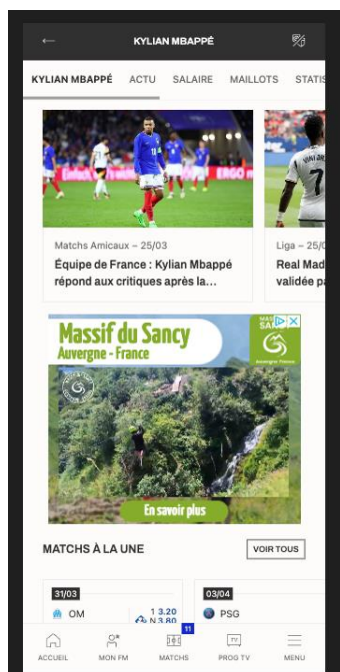 KYLIAN MBAPPÉ
KYLIAN MBAPPÉ ACTU SALAIRE MAILLOTS STATIS
Matchs Amicaux – 25/03
Équipe de France : Kylian Mbappé
répond aux critiques après la...
Liga – 25/0
Real Mad
validée pa
Massif du Sancy
Auvergne - France
En savoir plus
MATCHS À LA UNE
VOIR TOUS
31/03
OM
1 3.20
N 3.80
03/04
PSG
11
ACCUEIL MON FM MATCHS PROG TV MENU